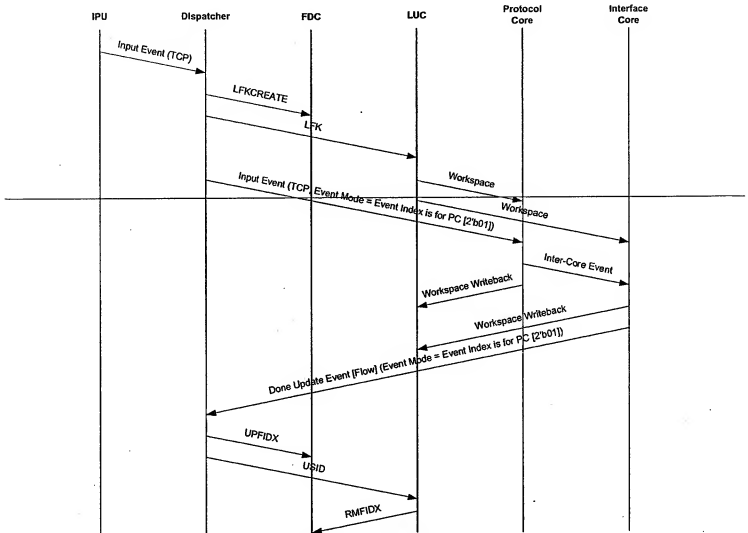 IPU
Dispatcher
FDC
LUC
Protocol
Core
Interface
Core
Input Event (TCP)
LFKCREATE
LFK
Workspace
Input Event (TCP, Event Mode = Event Index is for PC [2'b01])
Workspace
Inter-Core Event
Workspace Writeback
Workspace Writeback
Done Update Event [Flow] (Event Mode = Event Index is for PC [2'b01])
UPFIDX
USID
RMFIDX